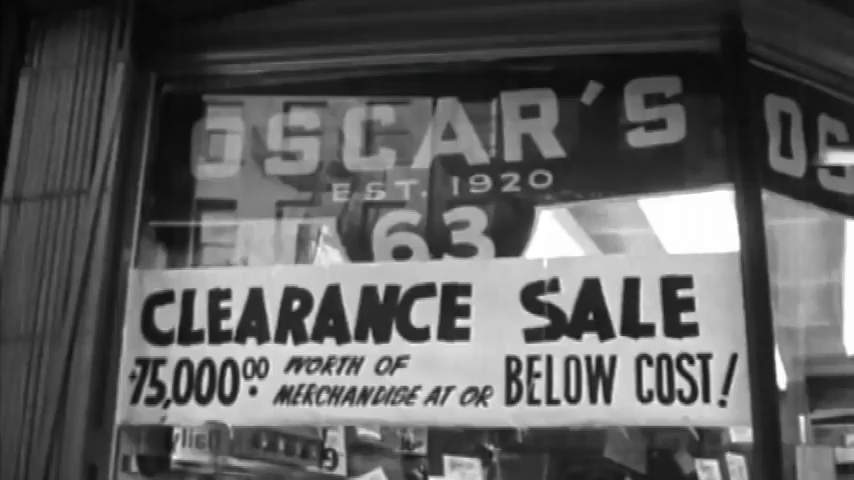 OSCAR'S
EST. 1920
63
CLEARANCE SALE
75,000.00 WORTH OF MERCHANDISE AT OR BELOW COST!
OS